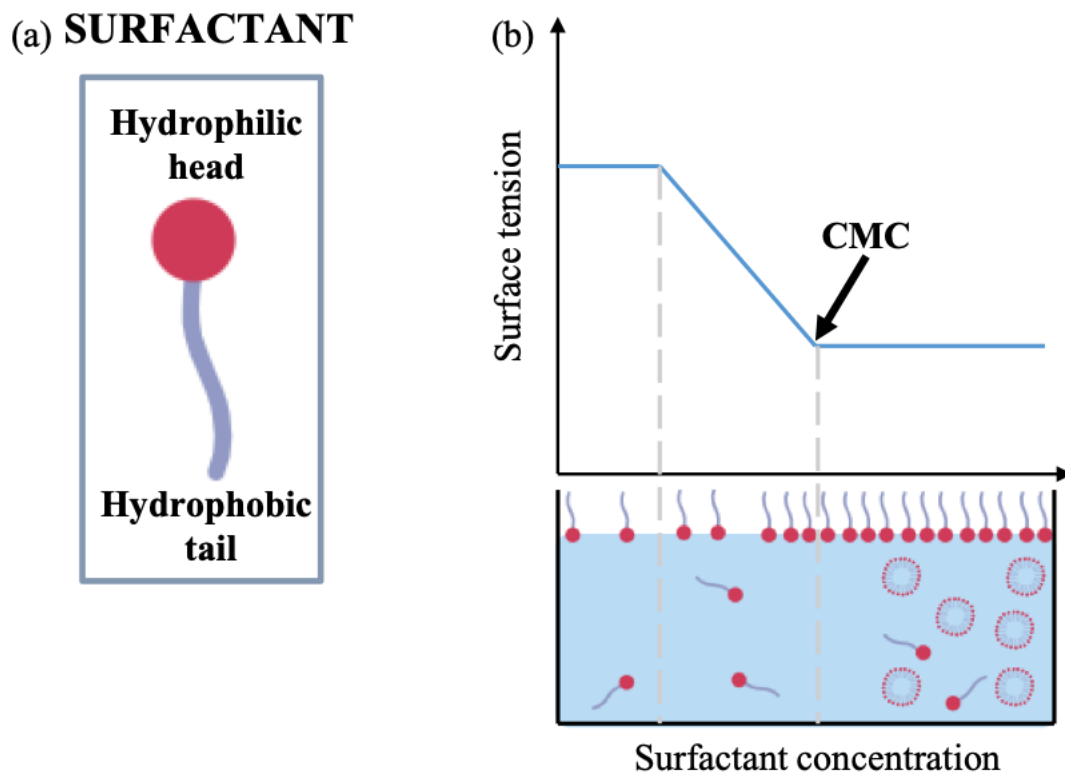 (a) SURFACTANT
Hydrophilic
head
Hydrophobic
tail
(b)
Surface tension
CMC
Surfactant concentration